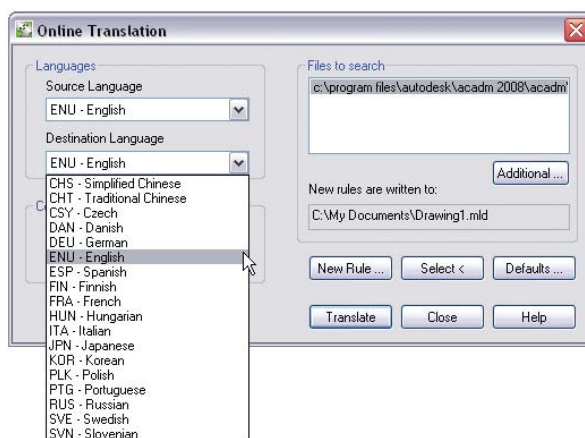 Online Translation
Languages
Source Language
ENU - English
Destination Language
ENU - English
CHS - Simplified Chinese
CHT - Traditional Chinese
CSY - Czech
DAN - Danish
DEU - German
ENU - English
ESP - Spanish
FIN - Finnish
FRA - French
HUN - Hungarian
ITA - Italian
JPN - Japanese
KOR - Korean
PLK - Polish
PTG - Portuguese
RUS - Russian
SVE - Swedish
SVN - Slovenian
Files to search
c:\program files\autodesk\acadm 2008\acadm'
Additional ...
New rules are written to:
C:\My Documents\Drawing1.mld
New Rule ... Select < Defaults ...
Translate Close Help